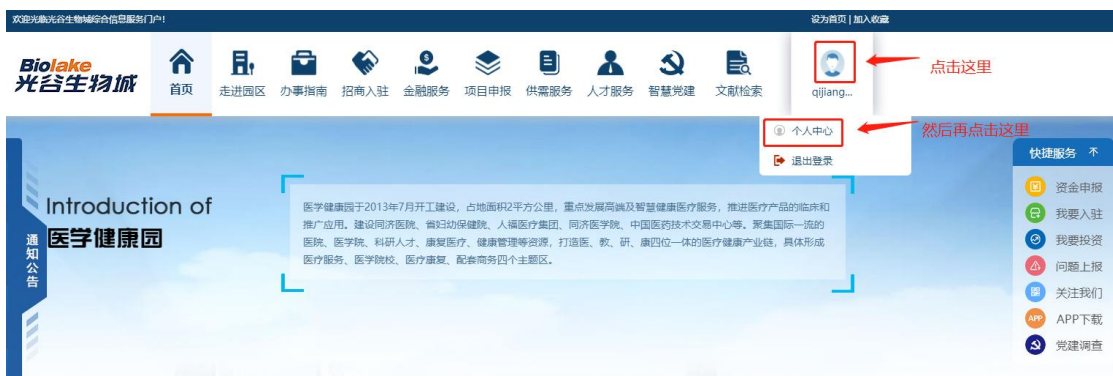 欢迎光临光谷生物城综合信息服务门户!
设为首页 | 加入收藏
Biolake
光谷生物城
首页
走进园区
办事指南
招商入驻
金融服务
项目申报
供需服务
人才服务
智慧党建
文献检索
qijiang...
点击这里
个人中心
然后再点击这里
退出登录
快捷服务
资金申报
我要入驻
我要投资
问题上报
关注我们
APP APP下载
党建调查
通知公告
Introduction of
医学健康园
医学健康园于2013年7月开工建设，占地面积2平方公里，重点发展高端及智慧健康医疗服务，推进医疗产品的临床和
推广应用。建设同济医院、省妇幼保健院、人福医疗集团、同济医学院、中国医药技术交易中心等。聚集国际一流的
医院、医学院、科研人才、康复医疗、健康管理等资源，打造医、教、研、康四位一体的医疗健康产业链，具体形成
医疗服务、医学院校、医疗康复、配套商务四个主题区。